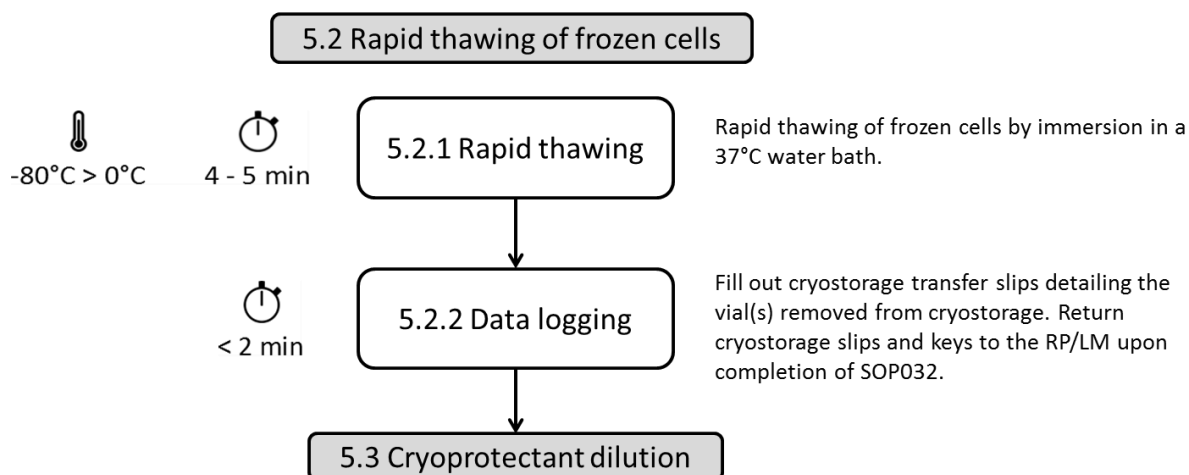 5.2 Rapid thawing of frozen cells
-80°C > 0°C
4 - 5 min
5.2.1 Rapid thawing
Rapid thawing of frozen cells by immersion in a
37°C water bath.
< 2 min
5.2.2 Data logging
Fill out cryostorage transfer slips detailing the
vial(s) removed from cryostorage. Return
cryostorage slips and keys to the RP/LM upon
completion of SOP032.
5.3 Cryoprotectant dilution